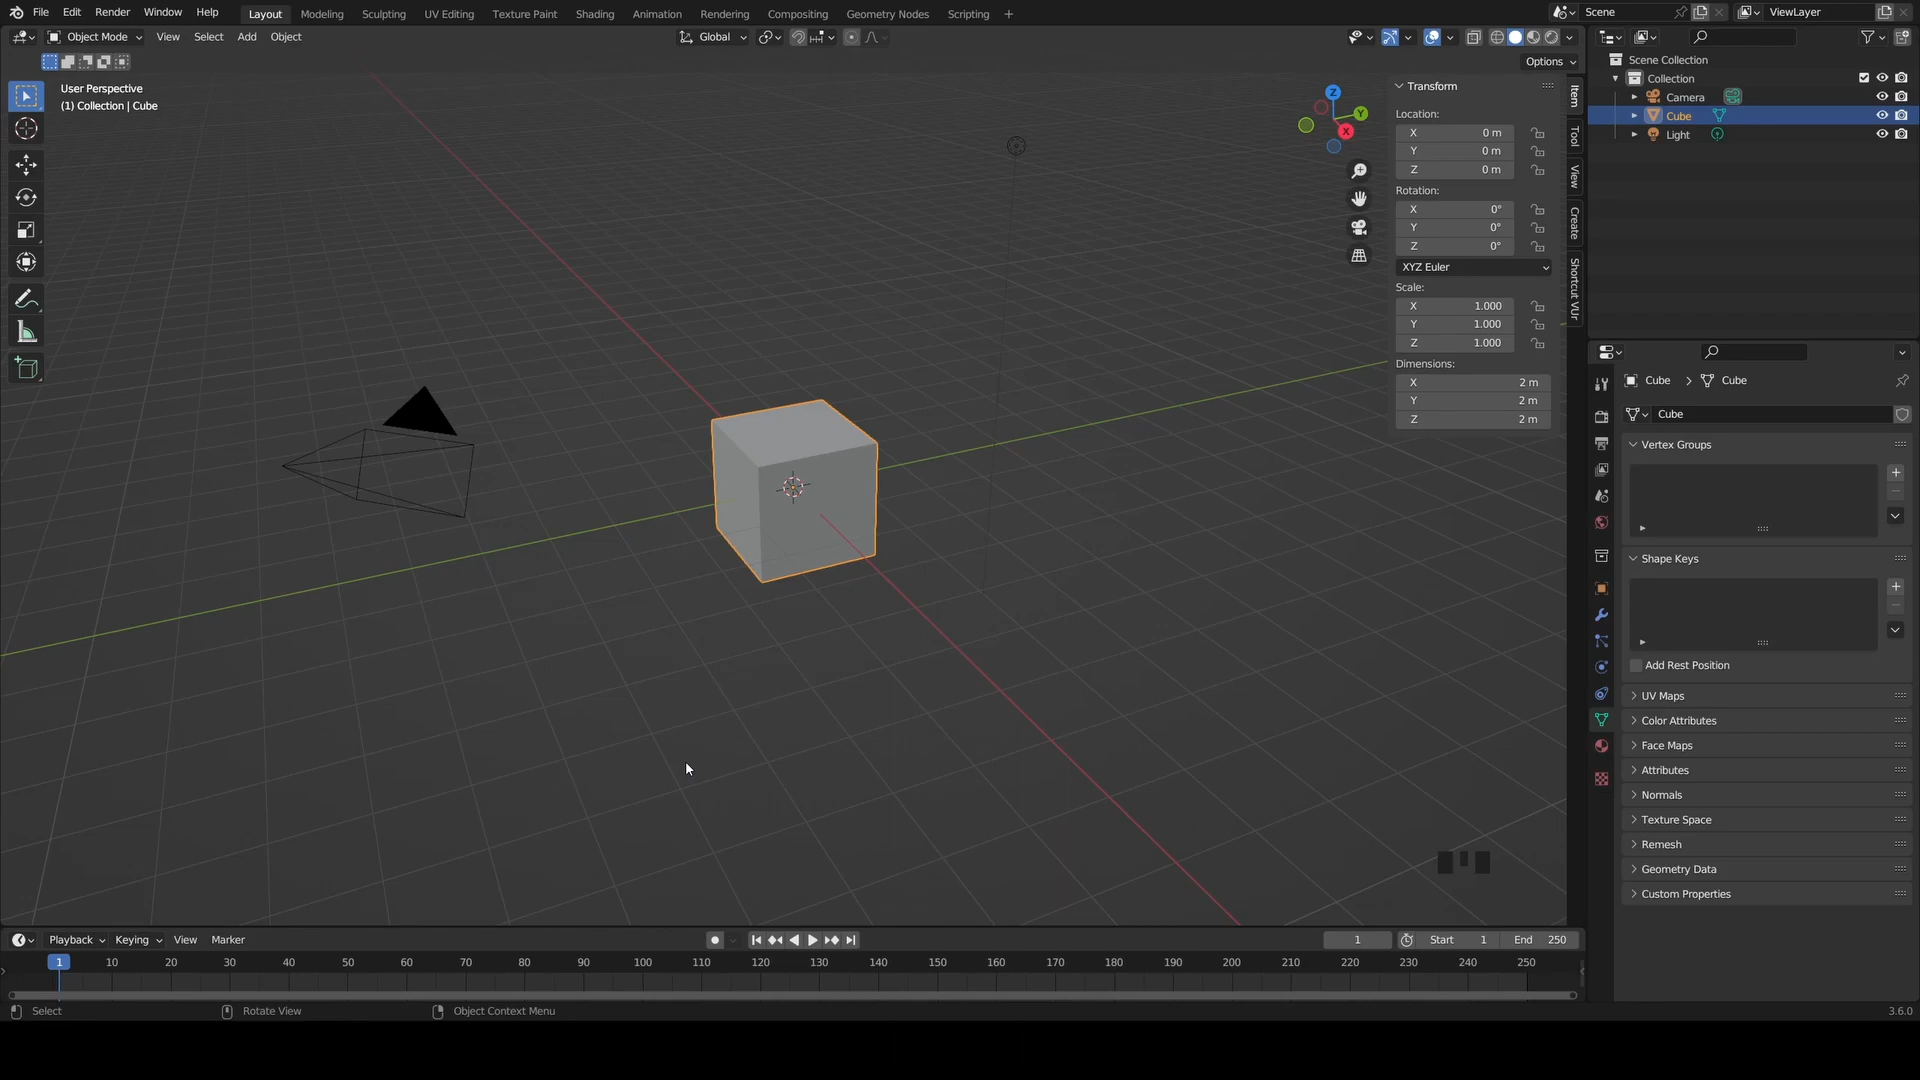 File Edit Render Window Help Layout Modeling Sculpting UV Editing Texture Paint Shading Animation Rendering Compositing Geometry Nodes Scripting + Scene ViewLayer
Object Mode View Select Add Object Global
Options
User Perspective
(1) Collection | Cube
Z
Y
X
Transform
Location:
X 0 m
Y 0 m
Z 0 m
Rotation:
X 0°
Y 0°
Z 0°
XYZ Euler
Scale:
X 1.000
Y 1.000
Z 1.000
Dimensions:
X 2 m
Y 2 m
Z 2 m
Item
Tool
View
Create
Shortcut VUr
Scene Collection
Collection
Camera
Cube
Light
Cube > Cube
Cube
Vertex Groups
Shape Keys
Add Rest Position
UV Maps
Color Attributes
Face Maps
Attributes
Normals
Texture Space
Remesh
Geometry Data
Custom Properties
Playback Keying View Marker 1 Start 1 End 250
1 10 20 30 40 50 60 70 80 90 100 110 120 130 140 150 160 170 180 190 200 210 220 230 240 250
Select Rotate View Object Context Menu 3.6.0